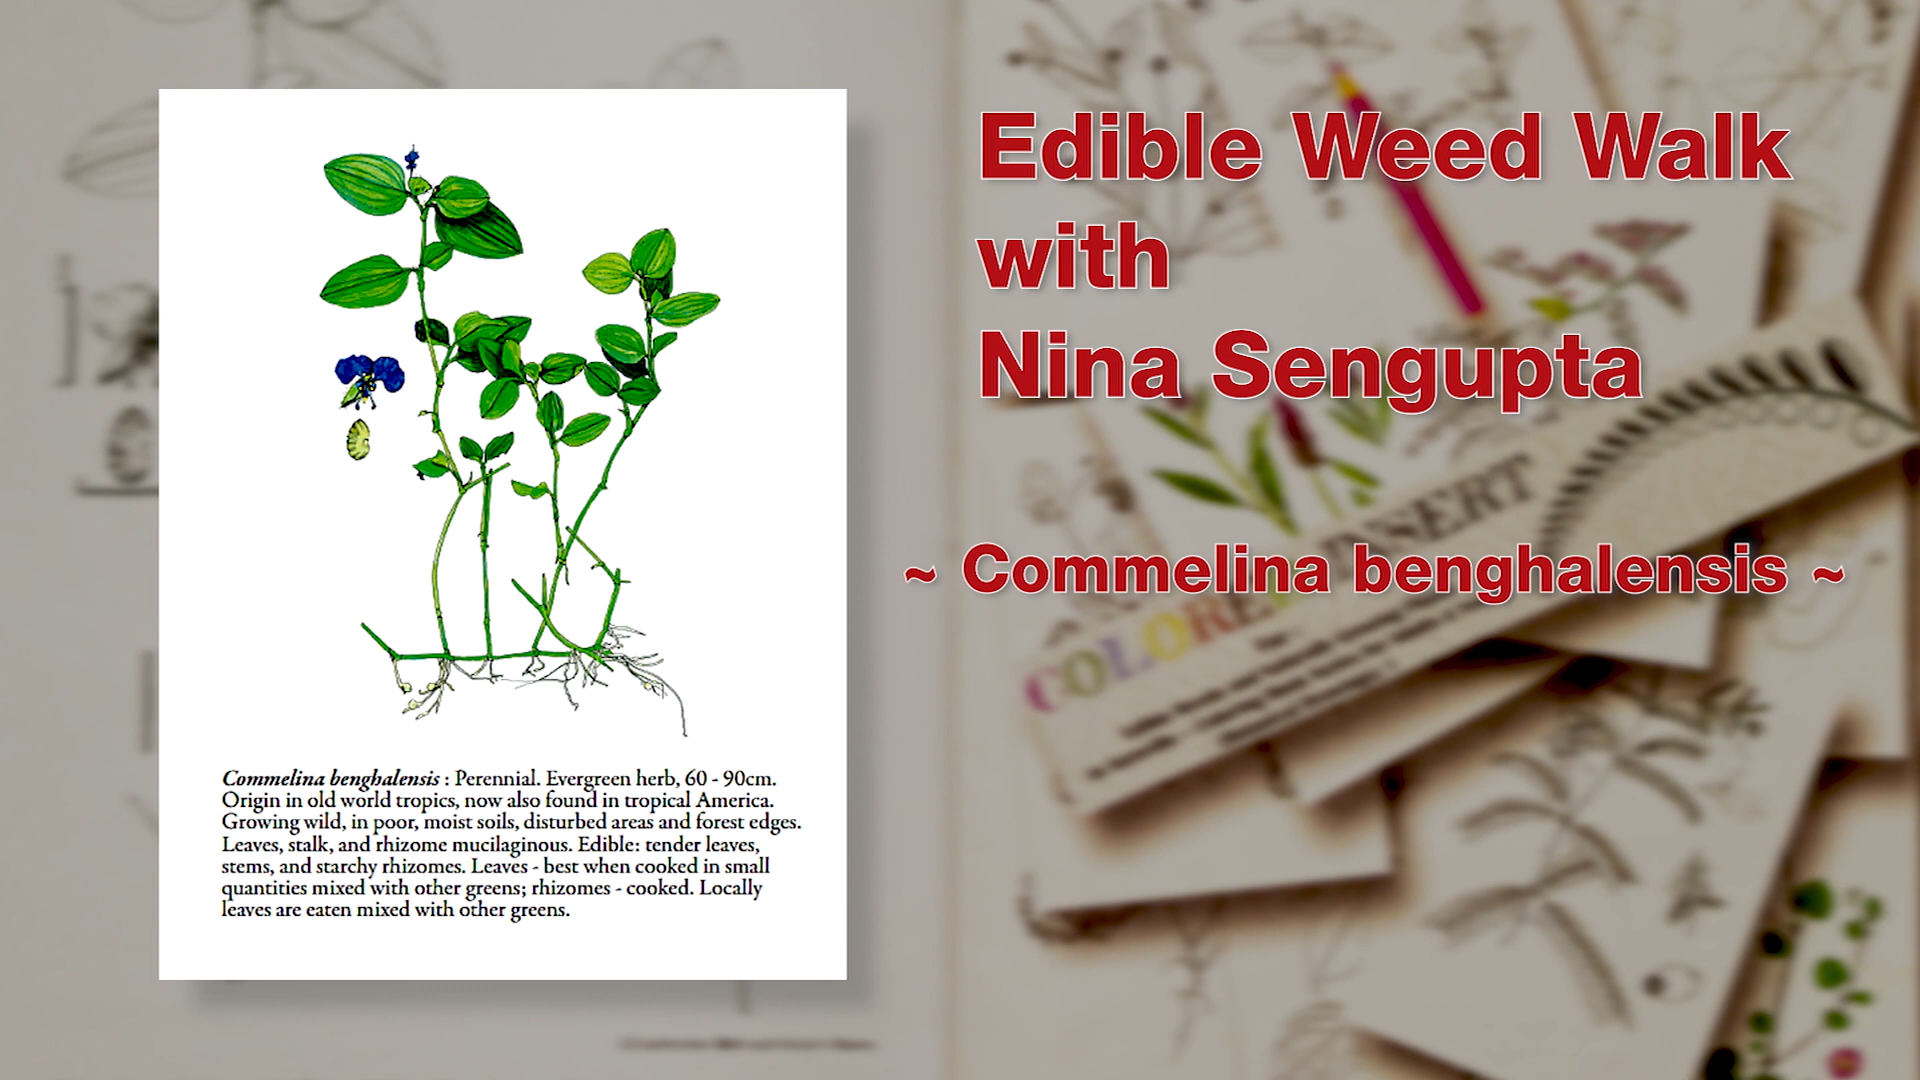 Edible Weed Walk
with
Nina Sengupta
~ Commelina benghalensis ~
Commelina benghalensis : Perennial. Evergreen herb, 60 - 90cm.
Origin in old world tropics, now also found in tropical America.
Growing wild, in poor, moist soils, disturbed areas and forest edges.
Leaves, stalk, and rhizome mucilaginous. Edible: tender leaves,
stems, and starchy rhizomes. Leaves - best when cooked in small
quantities mixed with other greens; rhizomes - cooked. Locally
leaves are eaten mixed with other greens.